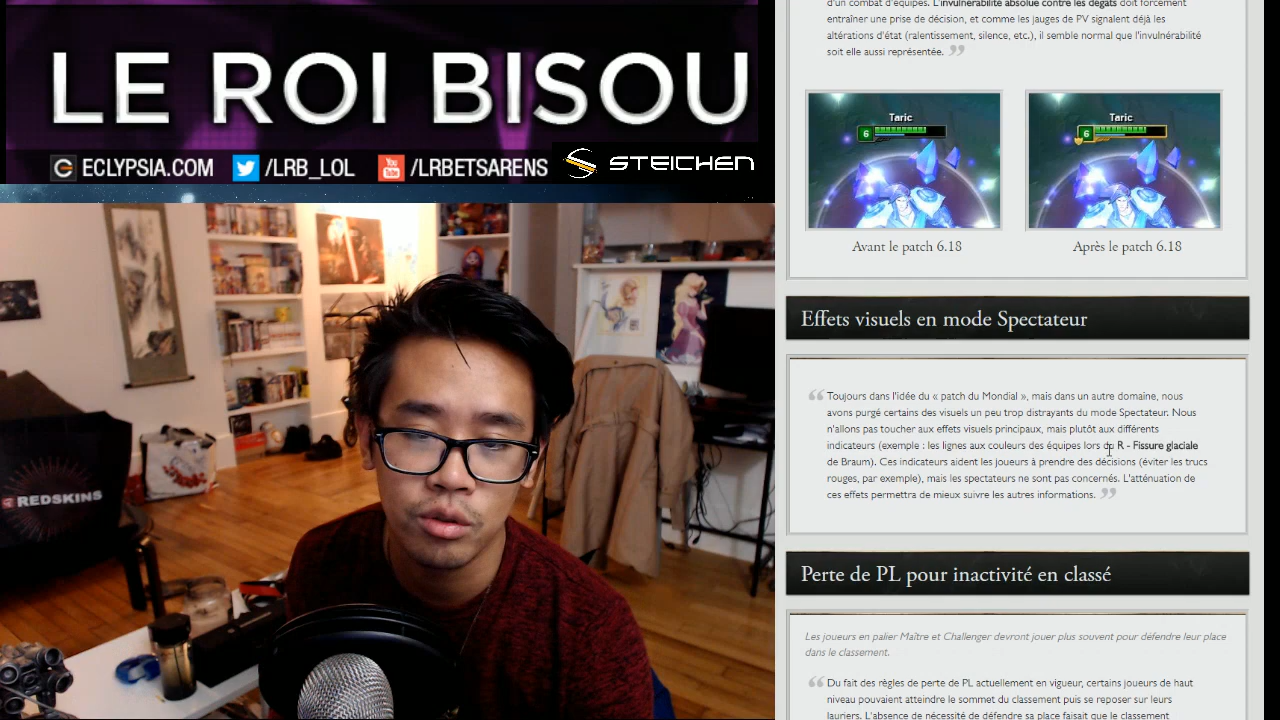 LE ROI BISOU
ECLYPSIA.COM
/LRB_LOL
You Tube
/LRBETSARENS
STEICHEN
REDSKINS
d'un combat d'équipes. L'invulnérabilité absolue contre les dégâts doit forcément
entraîner une prise de décision, et comme les jauges de PV signalent déjà les
altérations d'état (ralentissement, silence, etc.), il semble normal que l'invulnérabilité
soit elle aussi représentée. ”
Taric
6
Taric
6
Avant le patch 6.18
Après le patch 6.18
Effets visuels en mode Spectateur
“ Toujours dans l'idée du « patch du Mondial », mais dans un autre domaine, nous
avons purgé certains des visuels un peu trop distrayants du mode Spectateur. Nous
n'allons pas toucher aux effets visuels principaux, mais plutôt aux différents
indicateurs (exemple : les lignes aux couleurs des équipes lors du R - Fissure glaciale
de Braum). Ces indicateurs aident les joueurs à prendre des décisions (éviter les trucs
rouges, par exemple), mais les spectateurs ne sont pas concernés. L'atténuation de
ces effets permettra de mieux suivre les autres informations. ”
Perte de PL pour inactivité en classé
Les joueurs en palier Maître et Challenger devront jouer plus souvent pour défendre leur place
dans le classement.
“ Du fait des règles de perte de PL actuellement en vigueur, certains joueurs de haut
niveau pouvaient atteindre le sommet du classement puis se reposer sur leurs
lauriers. L'absence de nécessité de défendre sa place faisait que le classement